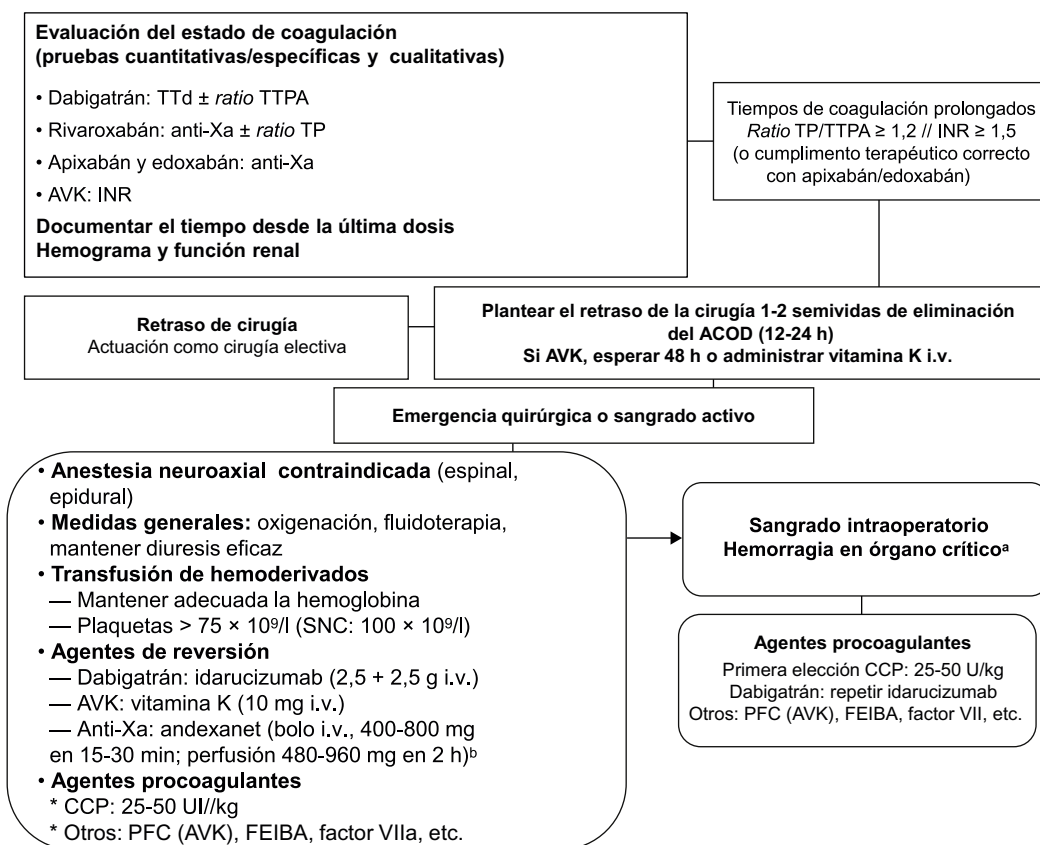 Evaluación del estado de coagulación
(pruebas cuantitativas/específicas y cualitativas)
• Dabigatrán: TTd ± ratio TTPA
• Rivaroxabán: anti-Xa ± ratio TP
• Apixabán y edoxabán: anti-Xa
• AVK: INR
Documentar el tiempo desde la última dosis
Hemograma y función renal
Tiempos de coagulación prolongados
Ratio TP/TTPA ≥ 1,2 // INR ≥ 1,5
(o cumplimento terapéutico correcto
con apixabán/edoxabán)
Retraso de cirugía
Actuación como cirugía electiva
Plantear el retraso de la cirugía 1-2 semividas de eliminación
del ACOD (12-24 h)
Si AVK, esperar 48 h o administrar vitamina K i.v.
Emergencia quirúrgica o sangrado activo
• Anestesia neuroaxial contraindicada (espinal,
epidural)
• Medidas generales: oxigenación, fluidoterapia,
mantener diuresis eficaz
• Transfusión de hemoderivados
— Mantener adecuada la hemoglobina
— Plaquetas > 75 × 10⁹/l (SNC: 100 × 10⁹/l)
• Agentes de reversión
— Dabigatrán: idarucizumab (2,5 + 2,5 g i.v.)
— AVK: vitamina K (10 mg i.v.)
— Anti-Xa: andexanet (bolo i.v., 400-800 mg
en 15-30 min; perfusión 480-960 mg en 2 h)ᵇ
• Agentes procoagulantes
* CCP: 25-50 UI//kg
* Otros: PFC (AVK), FEIBA, factor VIIa, etc.
Sangrado intraoperatorio
Hemorragia en órgano críticoᵃ
Agentes procoagulantes
Primera elección CCP: 25-50 U/kg
Dabigatrán: repetir idarucizumab
Otros: PFC (AVK), FEIBA, factor VII, etc.